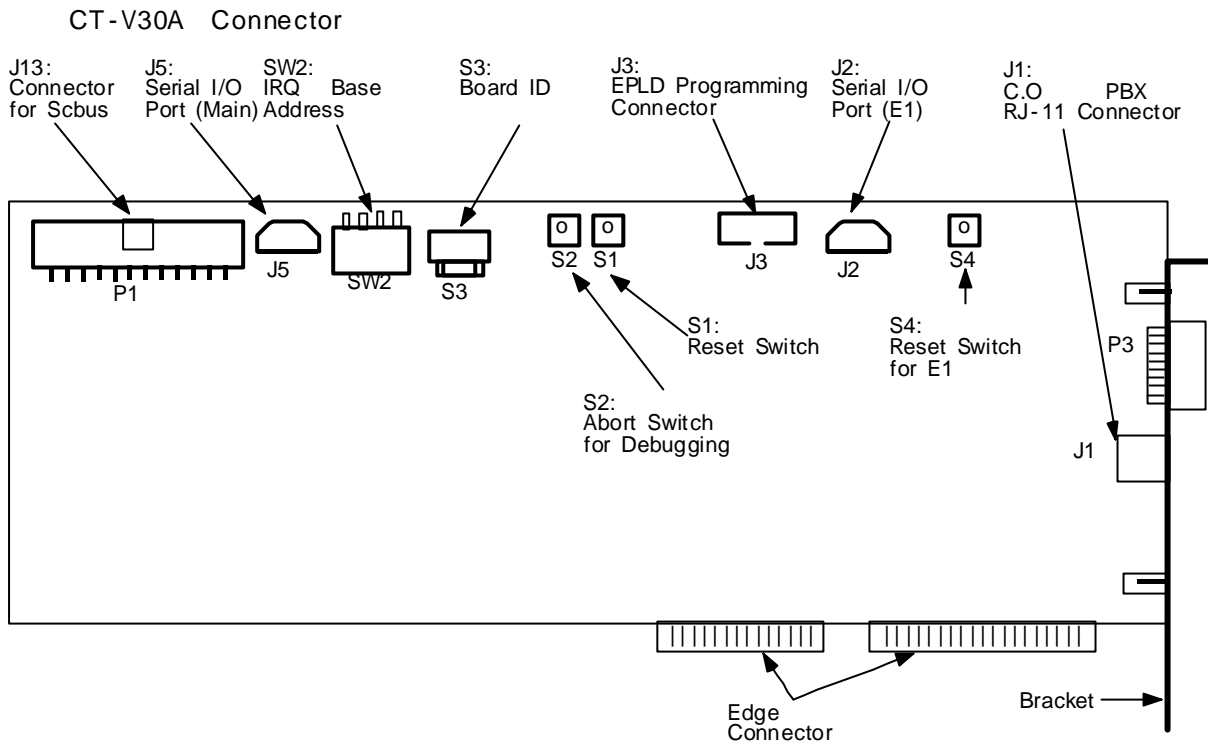 CT-V30A Connector
J13:
Connector
for Scbus
J5:
Serial I/O
Port (Main)
SW2:
IRQ Base
Address
S3:
Board ID
J3:
EPLD Programming
Connector
J2:
Serial I/O
Port (E1)
J1:
C.O PBX
RJ-11 Connector
P1
J5
SW2
S3
S2
S1
J3
J2
S4
S1:
Reset Switch
S2:
Abort Switch
for Debugging
S4:
Reset Switch
for E1
P3
J1
Edge
Connector
Bracket